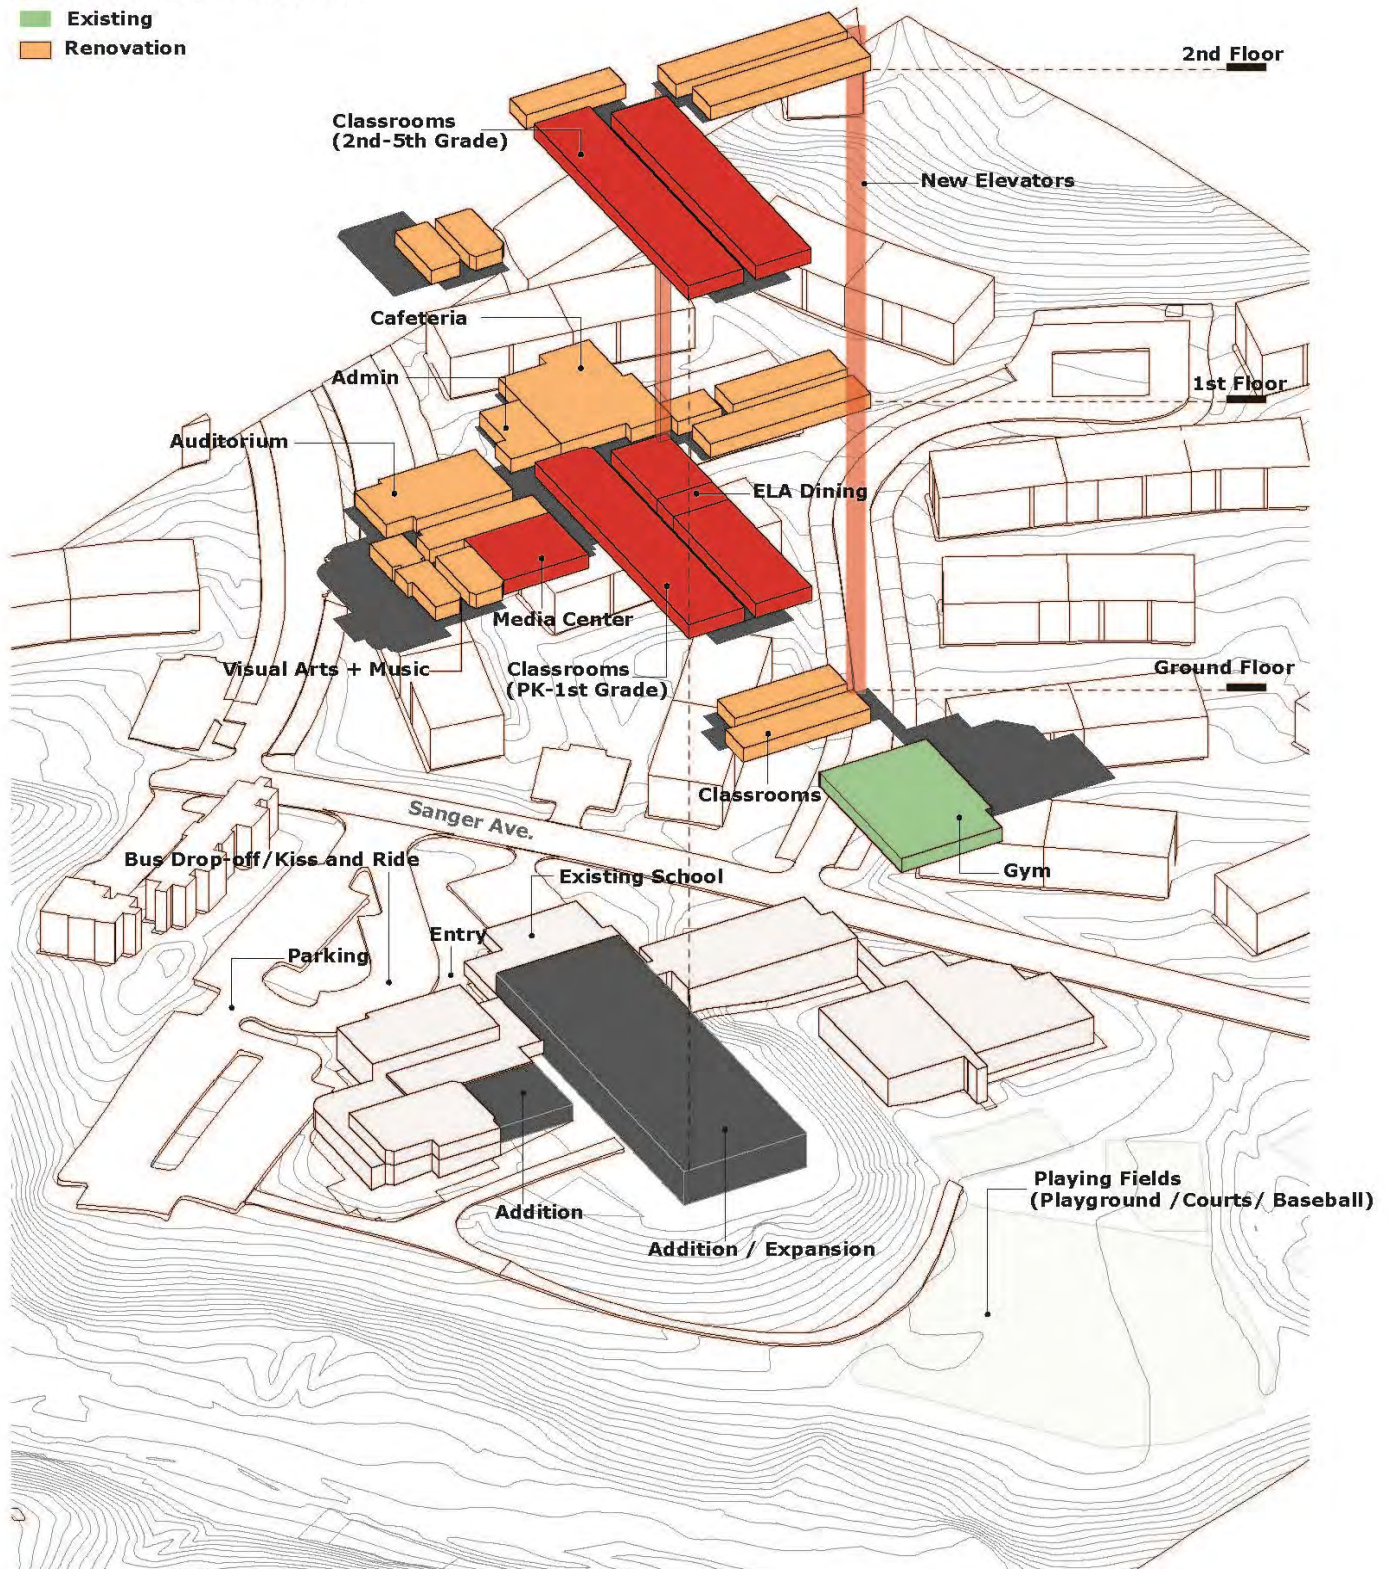 Existing
Renovation
2nd Floor
Classrooms
(2nd-5th Grade)
New Elevators
Cafeteria
Admin
1st Floor
Auditorium
ELA Dining
Media Center
Visual Arts + Music
Classrooms
(PK-1st Grade)
Ground Floor
Classrooms
Sanger Ave.
Bus Drop-off/Kiss and Ride
Existing School
Gym
Entry
Parking
Playing Fields
(Playground /Courts/ Baseball)
Addition
Addition / Expansion